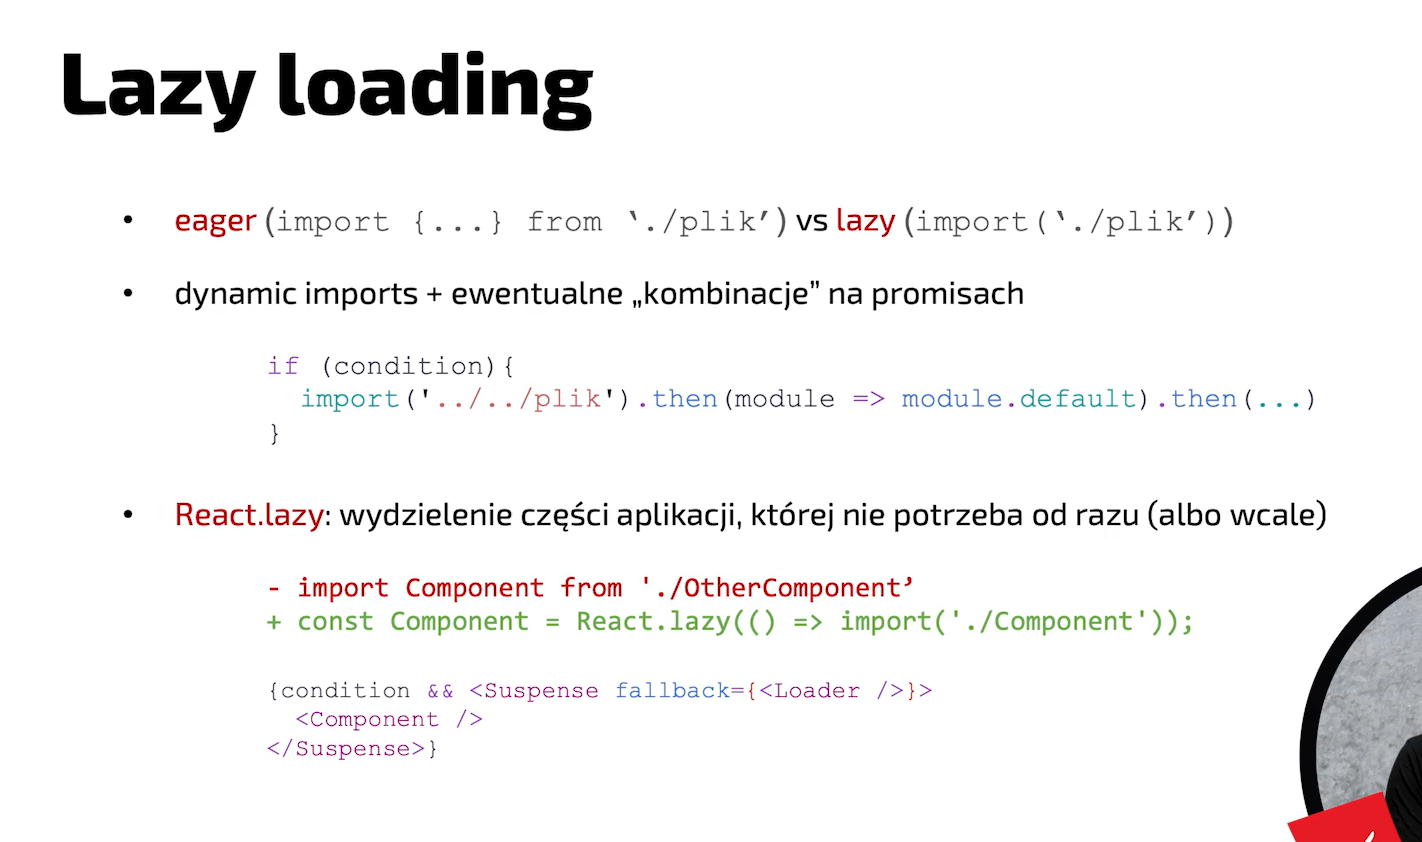 Lazy loading
• eager (import {...} from ‘./plik’) vs lazy (import(‘./plik’))
• dynamic imports + ewentualne „kombinacje” na promisach
if (condition){
  import('../../plik').then(module => module.default).then(...)
}
• React.lazy: wydzielenie części aplikacji, której nie potrzeba od razu (albo wcale)
- import Component from './OtherComponent’
+ const Component = React.lazy(() => import('./Component'));
{condition && <Suspense fallback={<Loader />}>
  <Component />
</Suspense>}